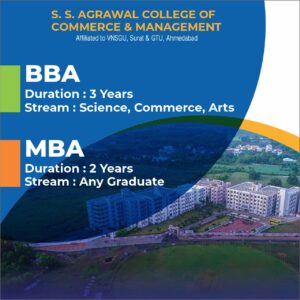 S. S. AGRAWAL COLLEGE OF
COMMERCE & MANAGEMENT
Affiliated to VNSGU, Surat & GTU, Ahmedabad
BBA
Duration : 3 Years
Stream : Science, Commerce, Arts
MBA
Duration : 2 Years
Stream : Any Graduate